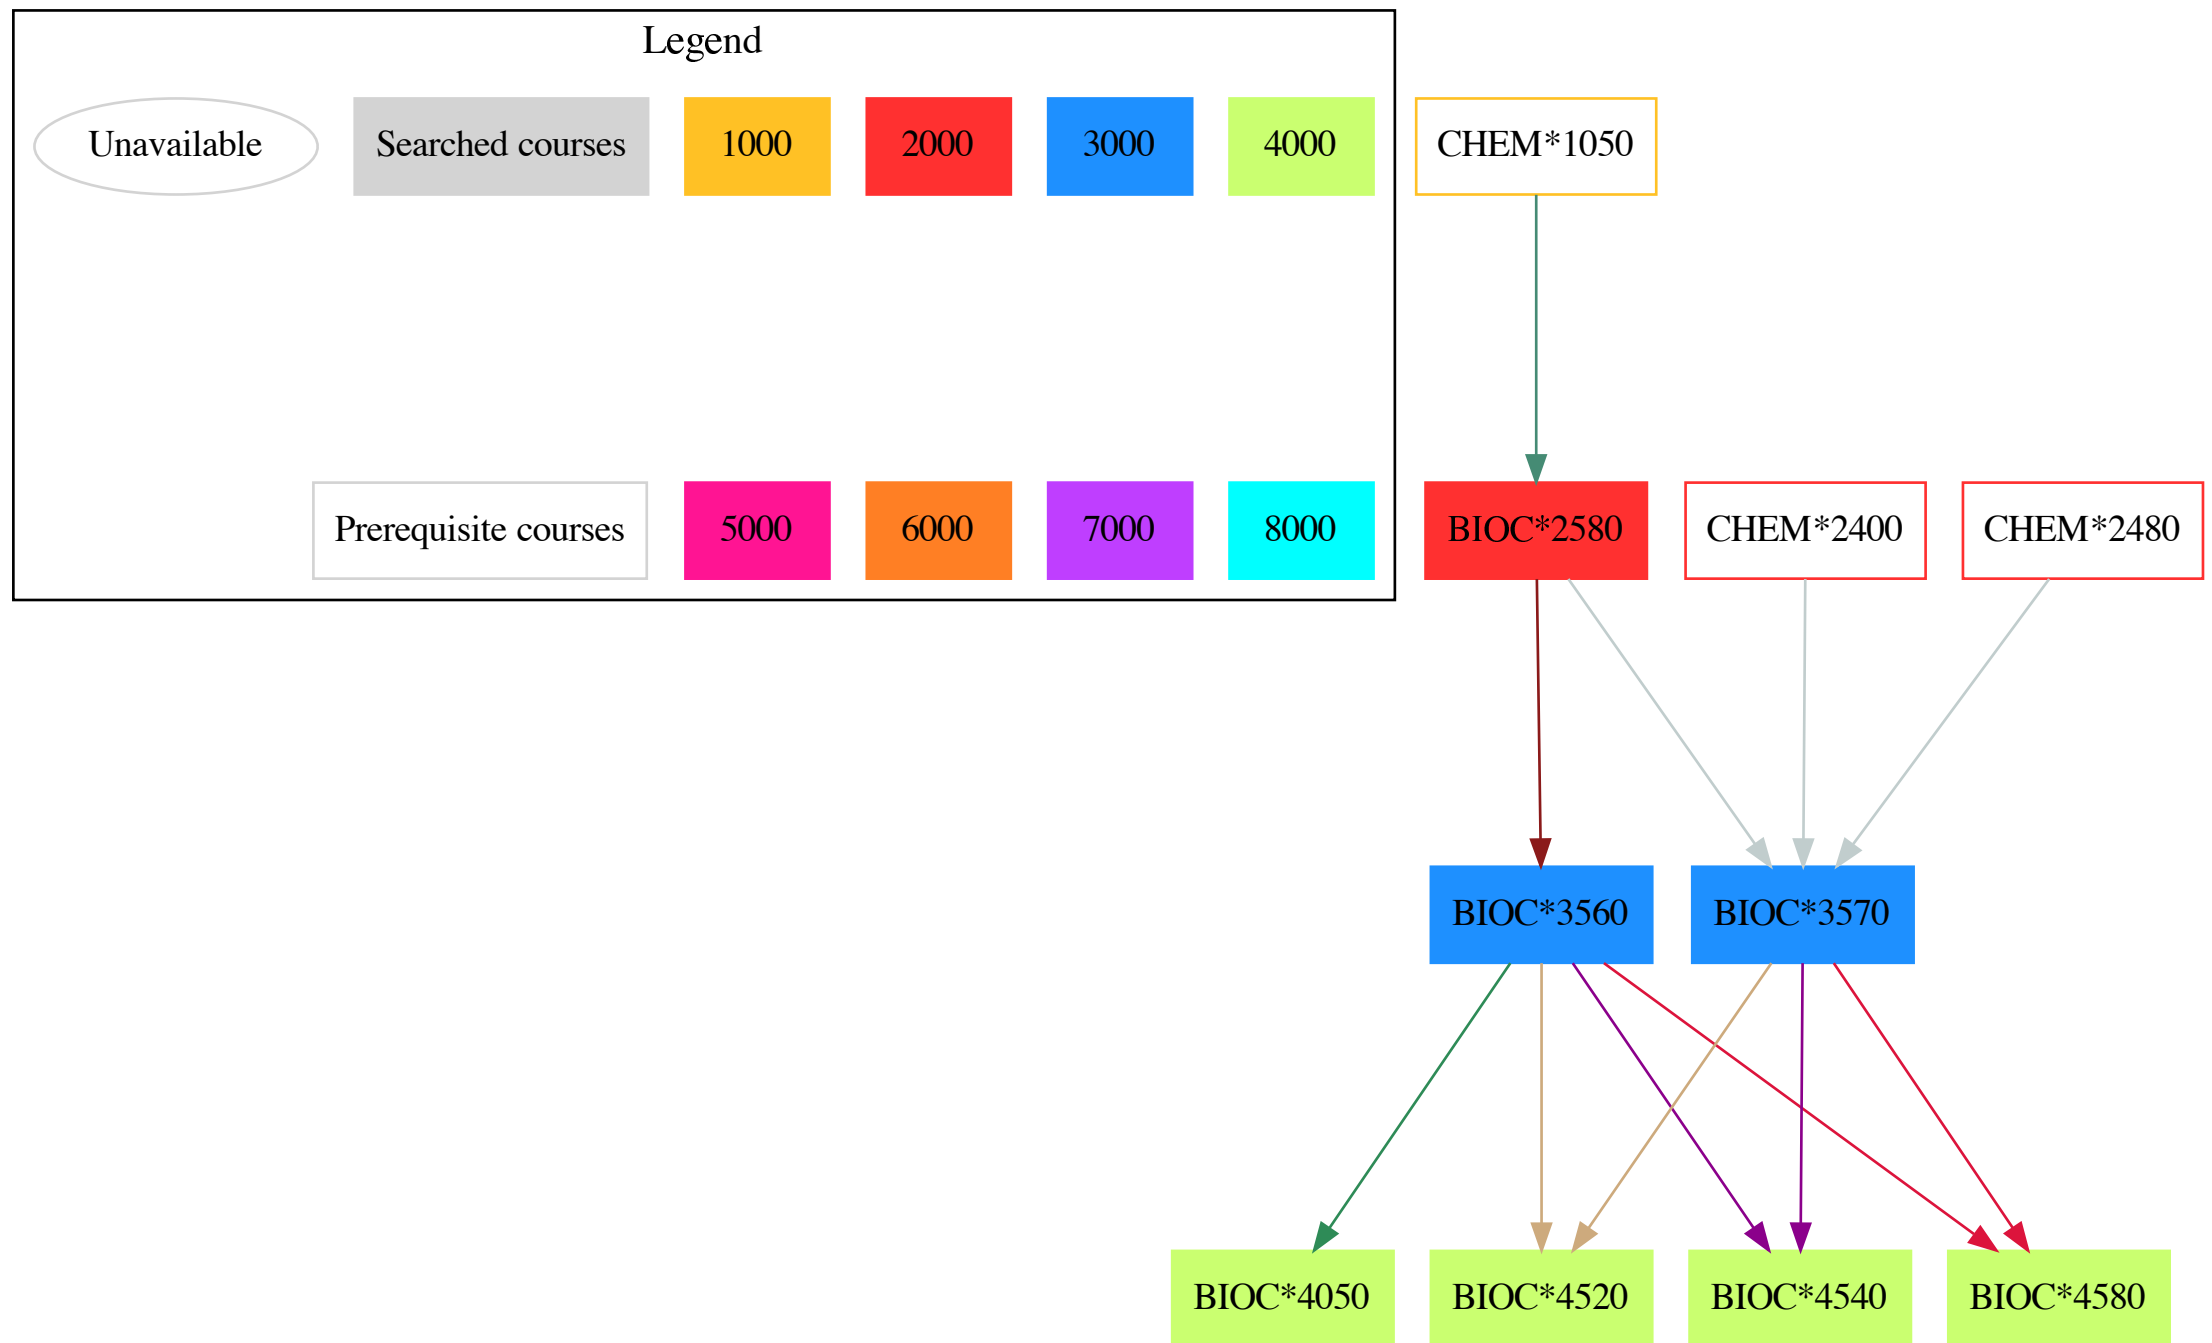 Legend
Unavailable
Searched courses
1000
2000
3000
4000
CHEM*1050
Prerequisite courses
5000
6000
7000
8000
BIOC*2580
CHEM*2400
CHEM*2480
BIOC*3560
BIOC*3570
BIOC*4050
BIOC*4520
BIOC*4540
BIOC*4580